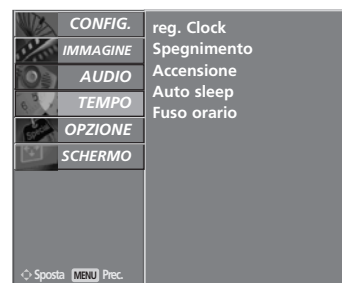 CONFIG.
IMMAGINE
AUDIO
TEMPO
OPZIONE
SCHERMO
reg. Clock
Spegnimento
Accensione
Auto sleep
Fuso orario
Sposta MENU Prec.